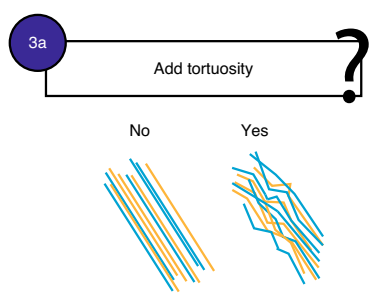 3a
Add tortuosity
?
No Yes